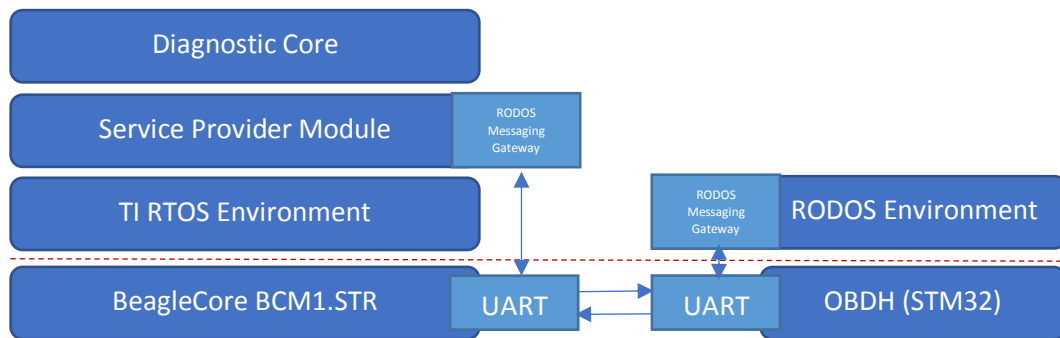 Diagnostic Core
Service Provider Module
RODOS
Messaging
Gateway
TI RTOS Environment
RODOS
Messaging
Gateway
RODOS Environment
BeagleCore BCM1.STR
UART
UART
OBDH (STM32)